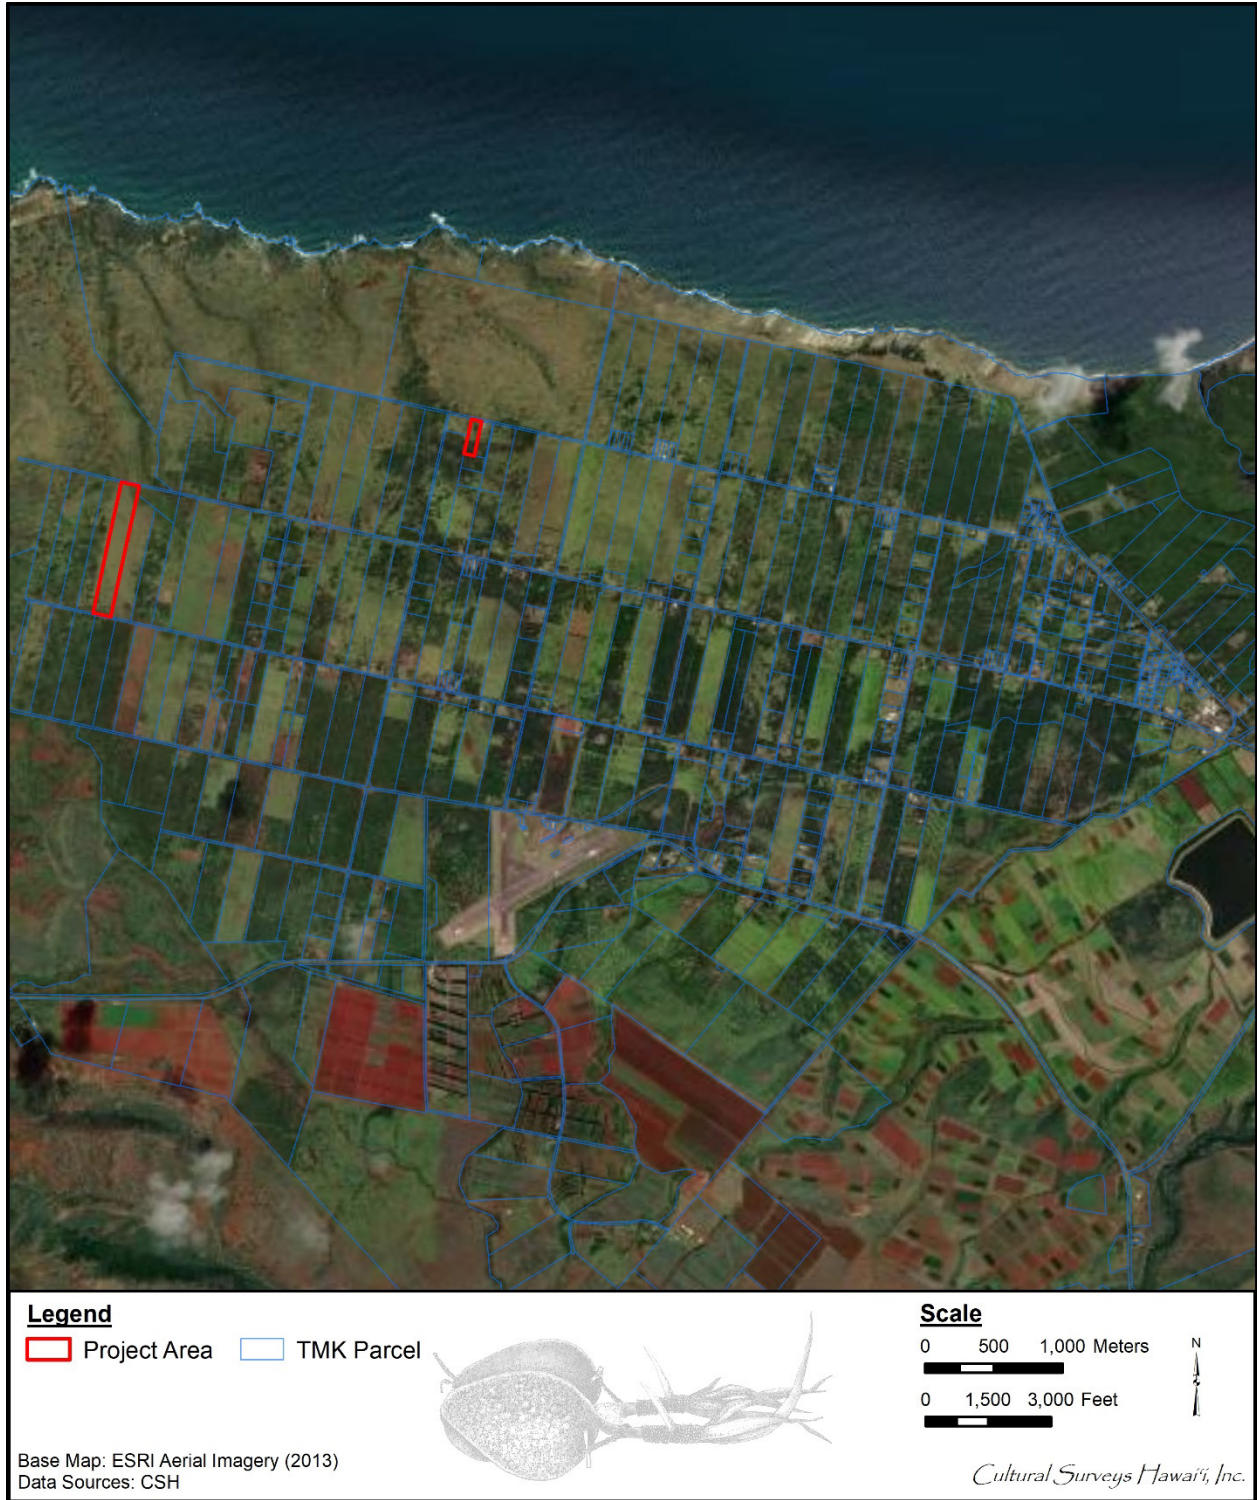 Legend
Project Area TMK Parcel
Base Map: ESRI Aerial Imagery (2013)
Data Sources: CSH
Scale
0 500 1,000 Meters
0 1,500 3,000 Feet
N
Cultural Surveys Hawaiʻi, Inc.